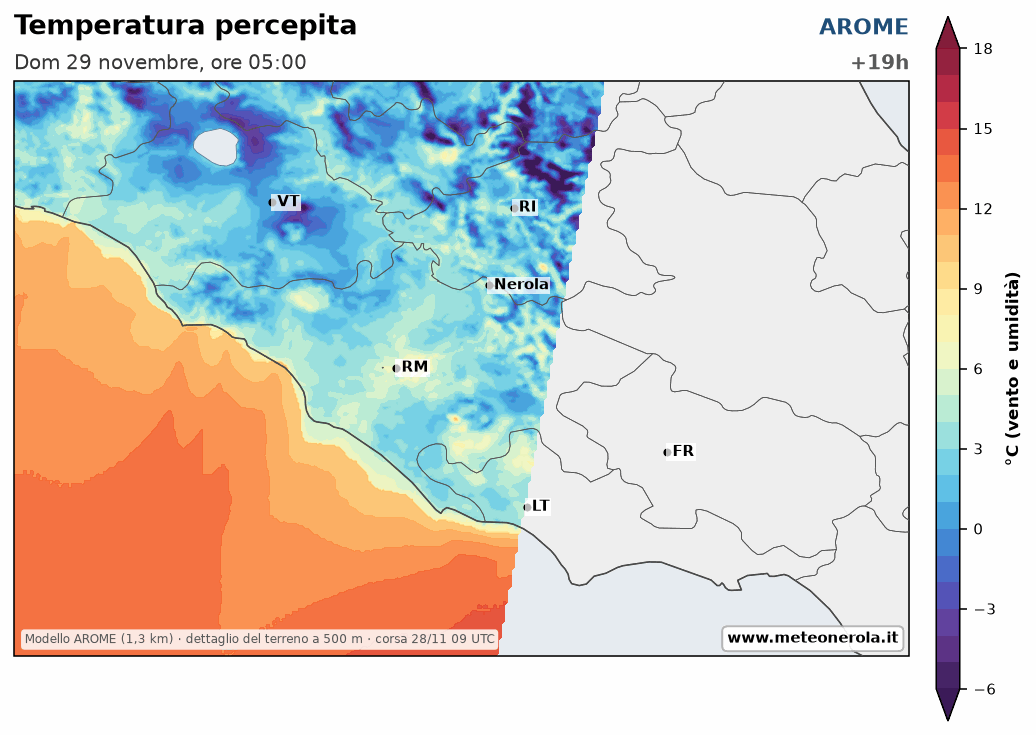 Temperatura percepita
AROME
Dom 29 novembre, ore 05:00
+19h
VT
RI
Nerola
RM
FR
LT
18
15
12
9
6
3
0
−3
−6
°C (vento e umidità)
Modello AROME (1,3 km) · dettaglio del terreno a 500 m · corsa 28/11 09 UTC
www.meteonerola.it